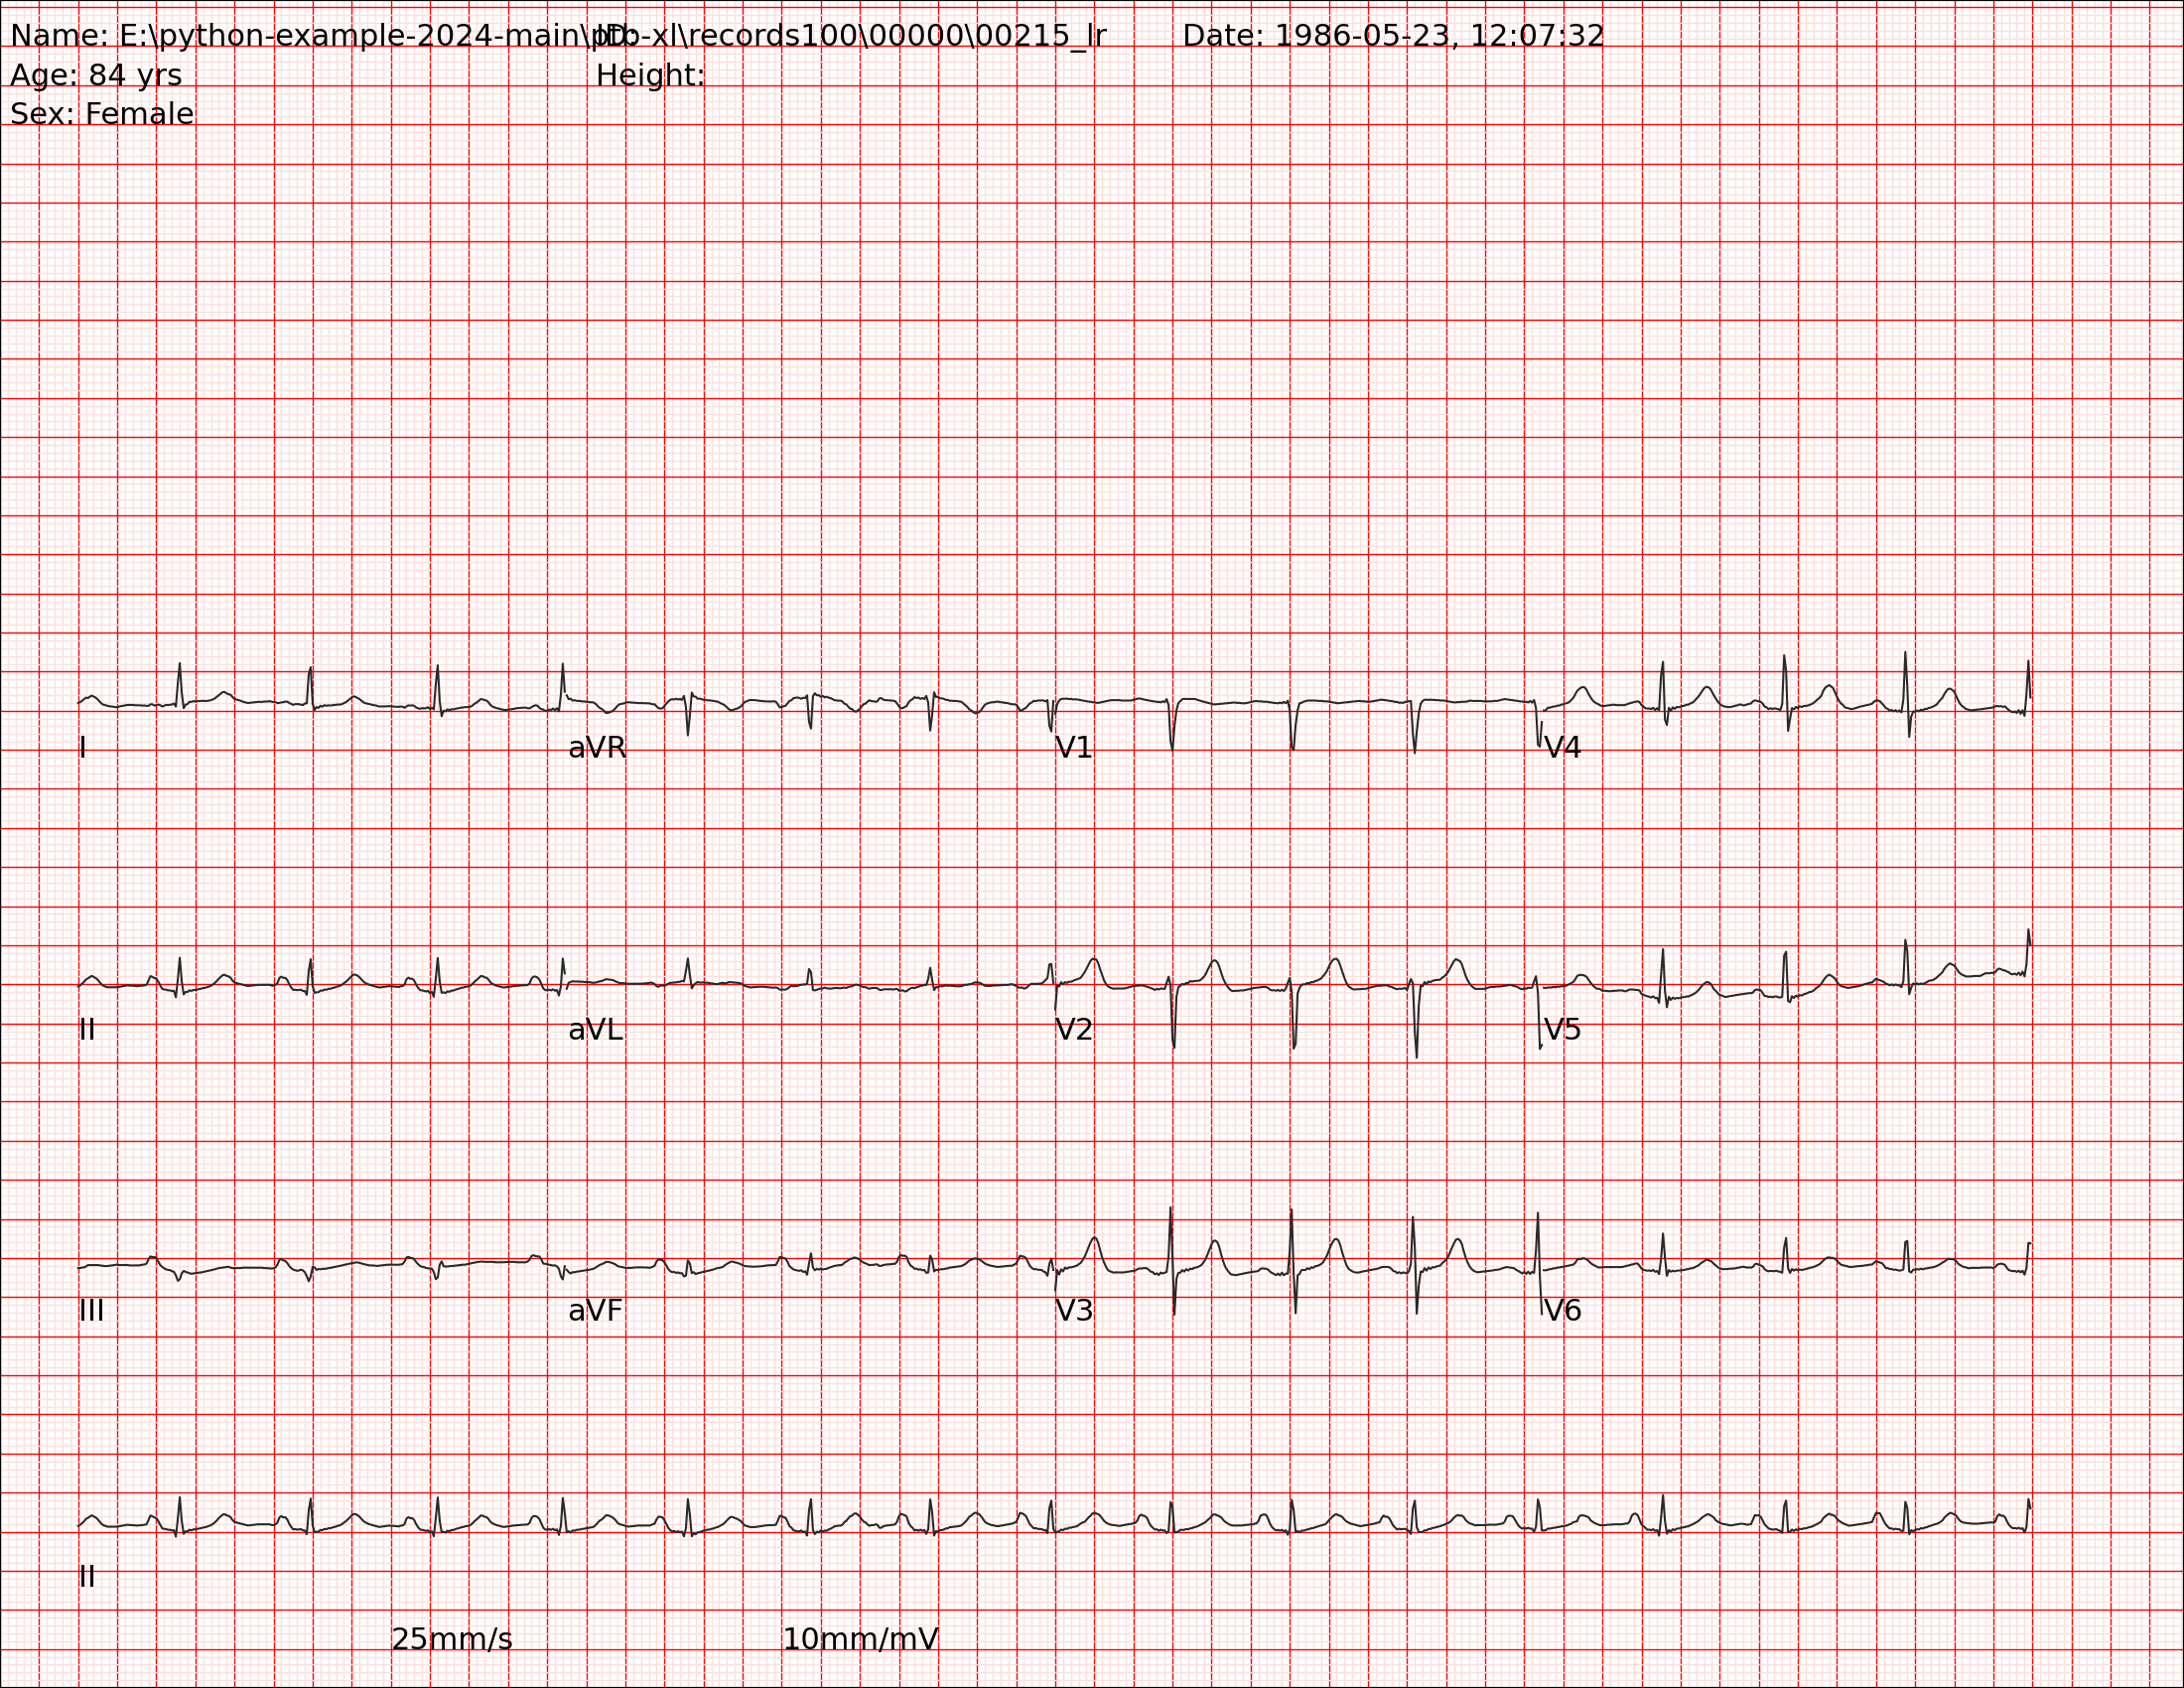 Name: E:\python-example-2024-main\ptb-xl\records100\00000\00215_lr ID: Date: 1986-05-23, 12:07:32
Age: 84 yrs Height:
Sex: Female
I aVR V1 V4
II aVL V2 V5
III aVF V3 V6
II
25mm/s 10mm/mV